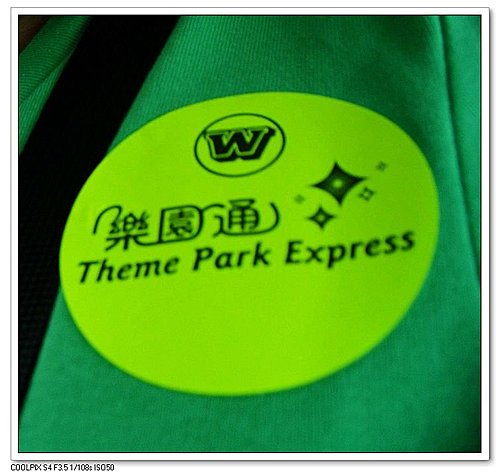 W
樂園通
Theme Park Express
COOLPIX S4 F3.5 1/108s ISO50